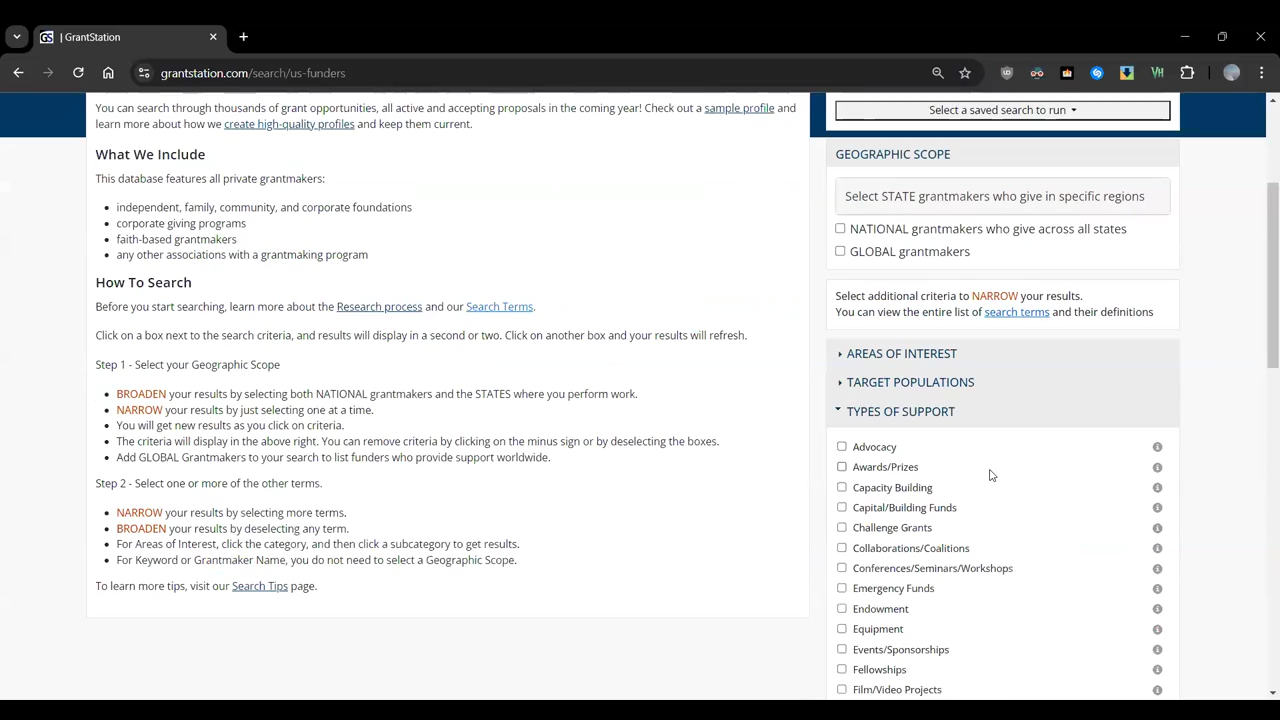 GS | GrantStation
grantstation.com/search/us-funders
You can search through thousands of grant opportunities, all active and accepting proposals in the coming year! Check out a sample profile and
learn more about how we create high-quality profiles and keep them current.
What We Include
This database features all private grantmakers:
independent, family, community, and corporate foundations
corporate giving programs
faith-based grantmakers
any other associations with a grantmaking program
How To Search
Before you start searching, learn more about the Research process and our Search Terms.
Click on a box next to the search criteria, and results will display in a second or two. Click on another box and your results will refresh.
Step 1 - Select your Geographic Scope
BROADEN your results by selecting both NATIONAL grantmakers and the STATES where you perform work.
NARROW your results by just selecting one at a time.
You will get new results as you click on criteria.
The criteria will display in the above right. You can remove criteria by clicking on the minus sign or by deselecting the boxes.
Add GLOBAL Grantmakers to your search to list funders who provide support worldwide.
Step 2 - Select one or more of the other terms.
NARROW your results by selecting more terms.
BROADEN your results by deselecting any term.
For Areas of Interest, click the category, and then click a subcategory to get results.
For Keyword or Grantmaker Name, you do not need to select a Geographic Scope.
To learn more tips, visit our Search Tips page.
Select a saved search to run
GEOGRAPHIC SCOPE
Select STATE grantmakers who give in specific regions
NATIONAL grantmakers who give across all states
GLOBAL grantmakers
Select additional criteria to NARROW your results.
You can view the entire list of search terms and their definitions
AREAS OF INTEREST
TARGET POPULATIONS
TYPES OF SUPPORT
Advocacy
Awards/Prizes
Capacity Building
Capital/Building Funds
Challenge Grants
Collaborations/Coalitions
Conferences/Seminars/Workshops
Emergency Funds
Endowment
Equipment
Events/Sponsorships
Fellowships
Film/Video Projects